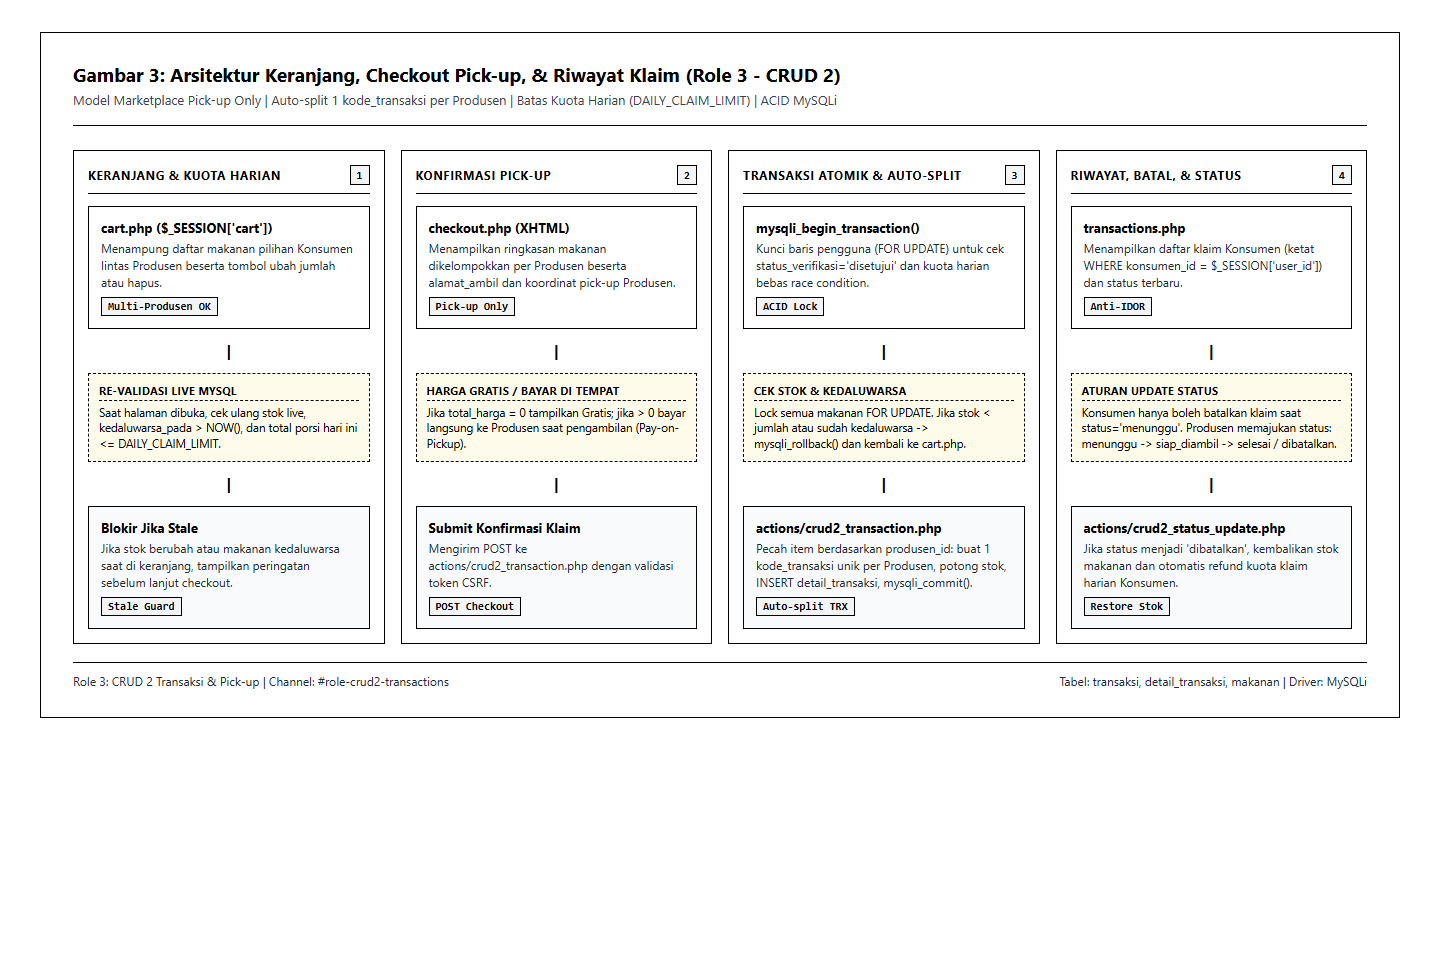 Gambar 3: Arsitektur Keranjang, Checkout Pick-up, & Riwayat Klaim (Role 3 - CRUD 2)
Model Marketplace Pick-up Only | Auto-split 1 kode_transaksi per Produsen | Batas Kuota Harian (DAILY_CLAIM_LIMIT) | ACID MySQLi
KERANJANG & KUOTA HARIAN
1
cart.php ($_SESSION['cart'])
Menampung daftar makanan pilihan Konsumen
lintas Produsen beserta tombol ubah jumlah
atau hapus.
Multi-Produsen OK
RE-VALIDASI LIVE MYSQL
Saat halaman dibuka, cek ulang stok live,
kedaluwarsa_pada > NOW(), dan total porsi hari ini
<= DAILY_CLAIM_LIMIT.
Blokir Jika Stale
Jika stok berubah atau makanan kedaluwarsa
saat di keranjang, tampilkan peringatan
sebelum lanjut checkout.
Stale Guard
KONFIRMASI PICK-UP
2
checkout.php (XHTML)
Menampilkan ringkasan makanan
dikelompokkan per Produsen beserta
alamat_ambil dan koordinat pick-up Produsen.
Pick-up Only
HARGA GRATIS / BAYAR DI TEMPAT
Jika total_harga = 0 tampilkan Gratis; jika > 0 bayar
langsung ke Produsen saat pengambilan (Pay-on-
Pickup).
Submit Konfirmasi Klaim
Mengirim POST ke
actions/crud2_transaction.php dengan validasi
token CSRF.
POST Checkout
TRANSAKSI ATOMIK & AUTO-SPLIT
3
mysqli_begin_transaction()
Kunci baris pengguna (FOR UPDATE) untuk cek
status_verifikasi='disetujui' dan kuota harian
bebas race condition.
ACID Lock
CEK STOK & KEDALUWARSA
Lock semua makanan FOR UPDATE. Jika stok <
jumlah atau sudah kedaluwarsa ->
mysqli_rollback() dan kembali ke cart.php.
actions/crud2_transaction.php
Pecah item berdasarkan produsen_id: buat 1
kode_transaksi unik per Produsen, potong stok,
INSERT detail_transaksi, mysqli_commit().
Auto-split TRX
RIWAYAT, BATAL, & STATUS
4
transactions.php
Menampilkan daftar klaim Konsumen (ketat
WHERE konsumen_id = $_SESSION['user_id'])
dan status terbaru.
Anti-IDOR
ATURAN UPDATE STATUS
Konsumen hanya boleh batalkan klaim saat
status='menunggu'. Produsen memajukan status:
menunggu -> siap_diambil -> selesai / dibatalkan.
actions/crud2_status_update.php
Jika status menjadi 'dibatalkan', kembalikan stok
makanan dan otomatis refund kuota klaim
harian Konsumen.
Restore Stok
Role 3: CRUD 2 Transaksi & Pick-up | Channel: #role-crud2-transactions
Tabel: transaksi, detail_transaksi, makanan | Driver: MySQLi